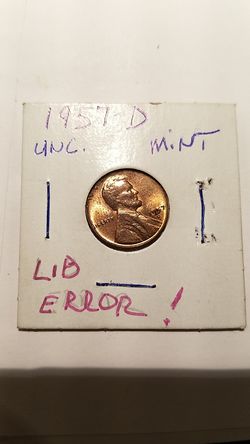 1957-D
UNC. MINT
LIB
ERROR!